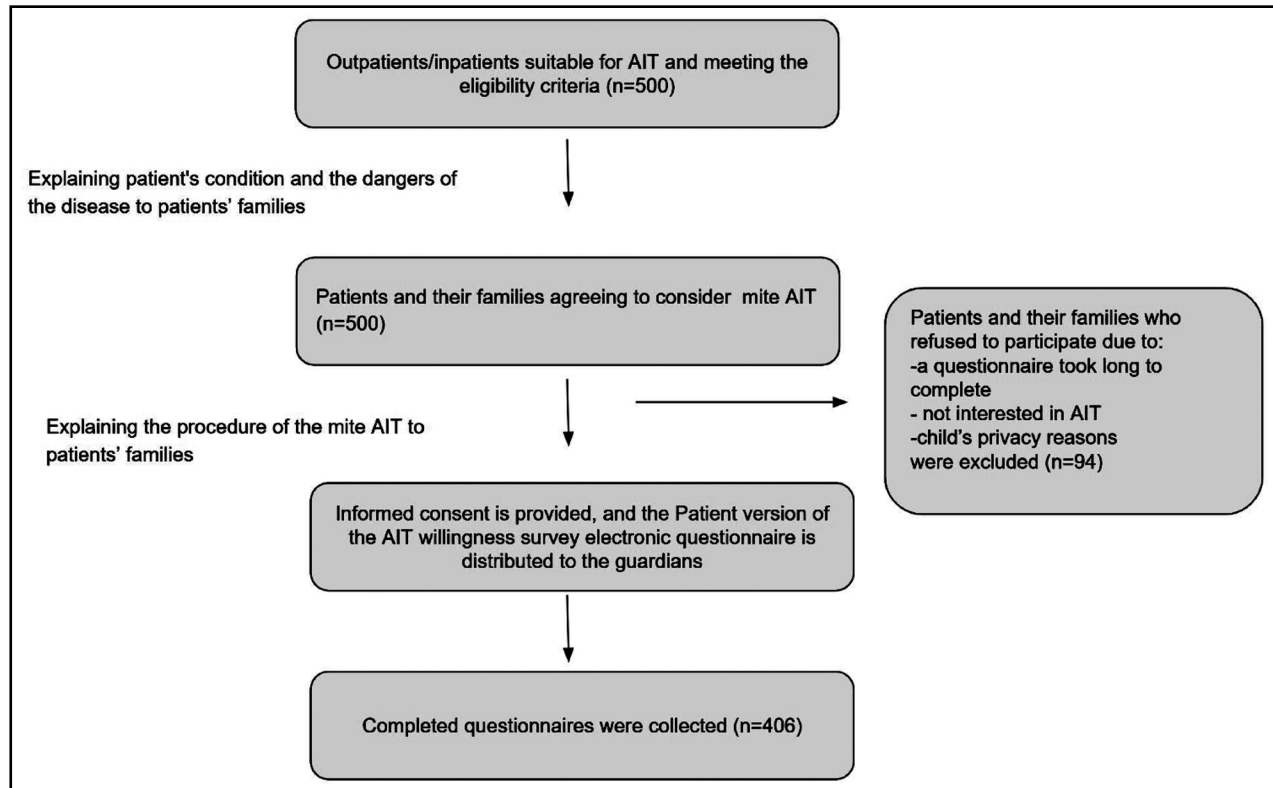 Outpatients/inpatients suitable for AIT and meeting the
eligibility criteria (n=500)
Explaining patient's condition and the dangers of
the disease to patients’ families
Patients and their families agreeing to consider mite AIT
(n=500)
Patients and their families who
refused to participate due to:
-a questionnaire took long to
complete
- not interested in AIT
-child’s privacy reasons
were excluded (n=94)
Explaining the procedure of the mite AIT to
patients’ families
Informed consent is provided, and the Patient version of
the AIT willingness survey electronic questionnaire is
distributed to the guardians
Completed questionnaires were collected (n=406)